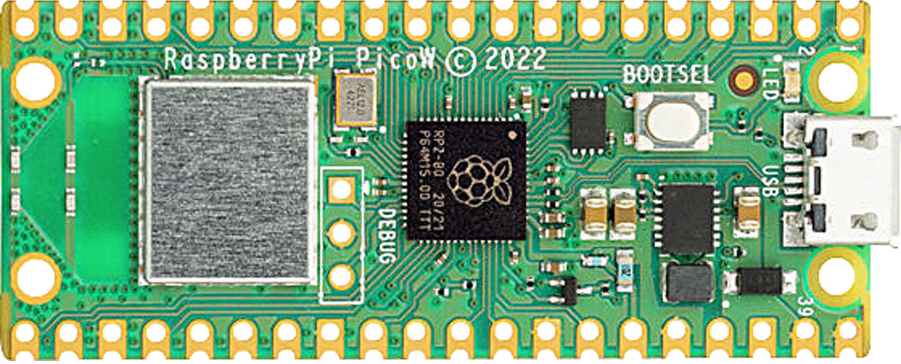 RaspberryPi PicoW © 2022
BOOTSEL
LED
2
1
USB
DEBUG
RP2-B0 20/21
P64M15.00 TTT
39